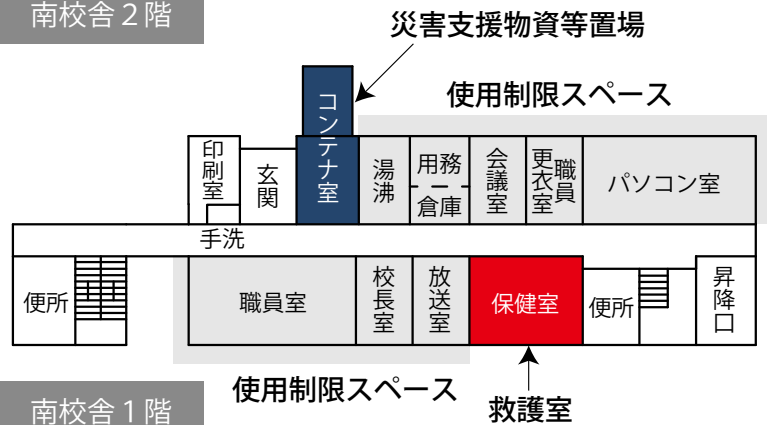 南校舎２階
災害支援物資等置場
使用制限スペース
コンテナ室
印刷室
玄関
湯沸
用務
倉庫
会議室
職員
更衣室
パソコン室
手洗
便所
職員室
校長室
放送室
保健室
便所
昇降口
使用制限スペース
救護室
南校舎１階